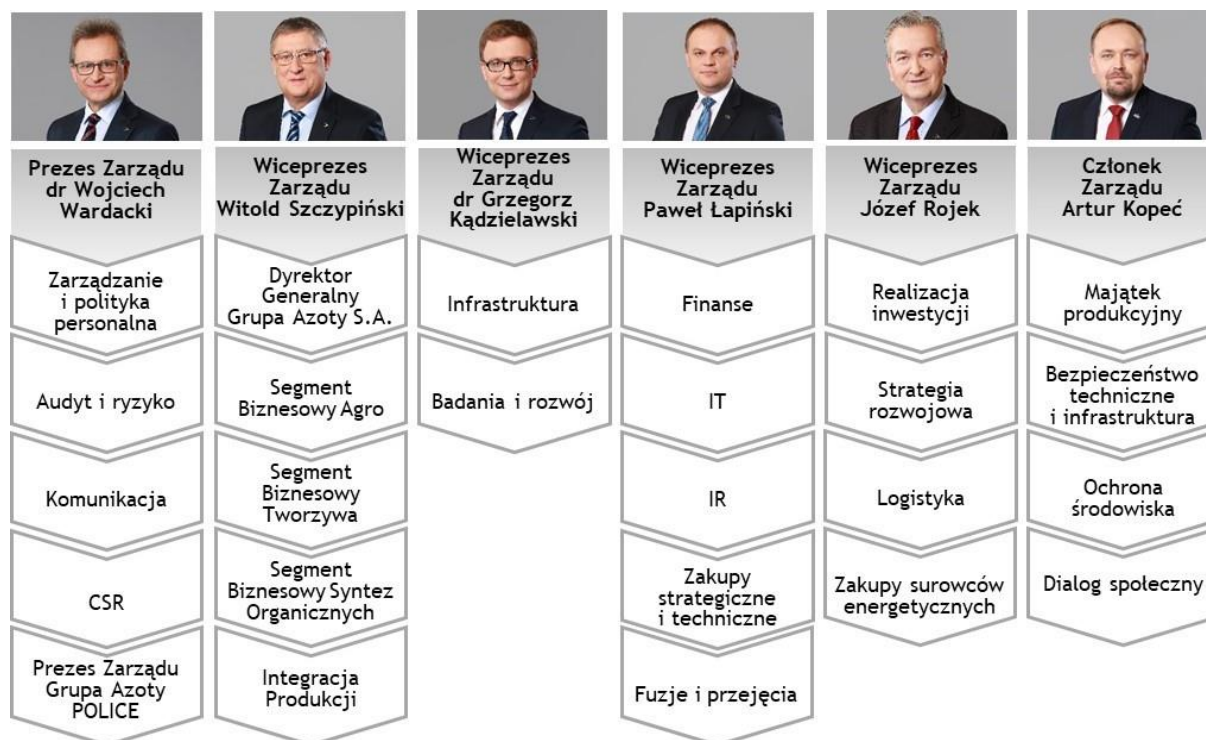 Prezes Zarządu
dr Wojciech
Wardacki
Zarządzanie
i polityka
personalna
Audyt i ryzyko
Komunikacja
CSR
Prezes Zarządu
Grupa Azoty
POLICE
Wiceprezes
Zarządu
Witold Szczypiński
Dyrektor
Generalny
Grupa Azoty S.A.
Segment
Biznesowy Agro
Segment
Biznesowy
Tworzywa
Segment
Biznesowy Syntez
Organicznych
Integracja
Produkcji
Wiceprezes
Zarządu
dr Grzegorz
Kądzielawski
Infrastruktura
Badania i rozwój
Wiceprezes
Zarządu
Paweł Łapiński
Finanse
IT
IR
Zakupy
strategiczne
i techniczne
Fuzje i przejęcia
Wiceprezes
Zarządu
Józef Rojek
Realizacja
inwestycji
Strategia
rozwojowa
Logistyka
Zakupy surowców
energetycznych
Członek
Zarządu
Artur Kopeć
Majątek
produkcyjny
Bezpieczeństwo
techniczne
i infrastruktura
Ochrona
środowiska
Dialog społeczny